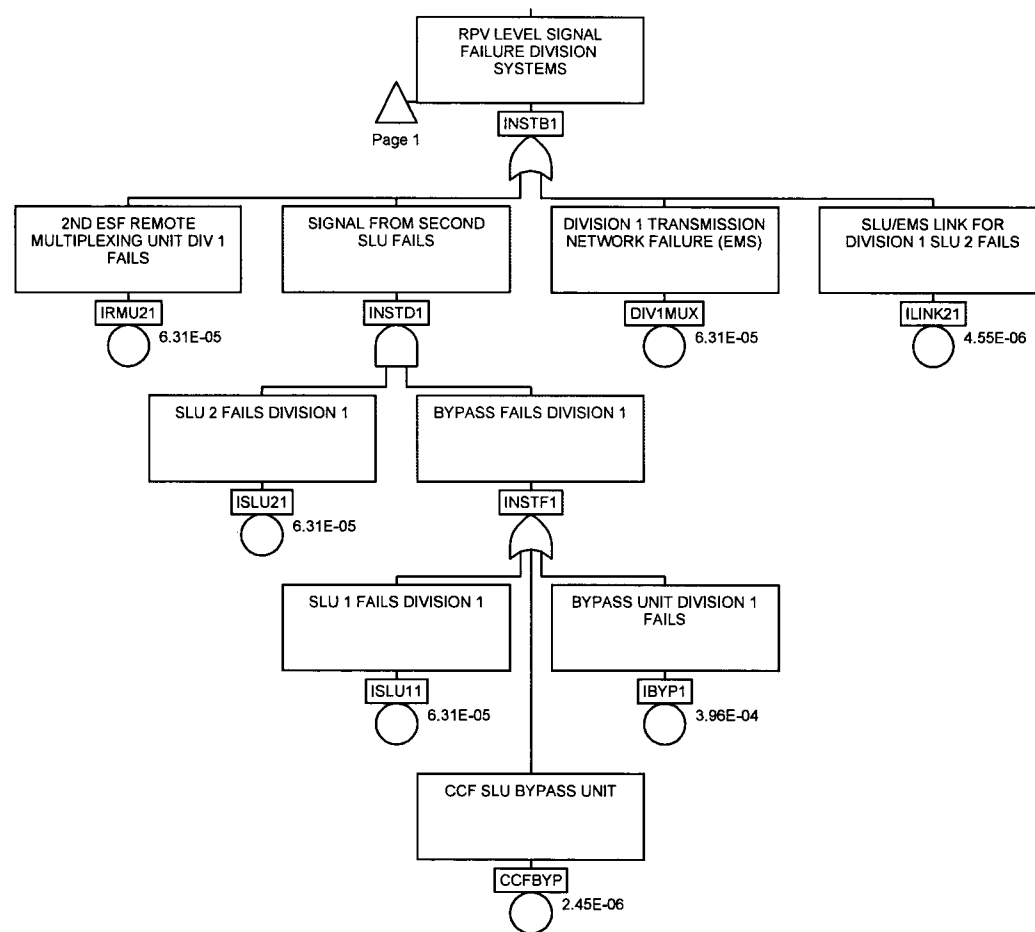 RPV LEVEL SIGNAL
FAILURE DIVISION
SYSTEMS
Page 1
INSTB1
2ND ESF REMOTE
MULTIPLEXING UNIT DIV 1
FAILS
SIGNAL FROM SECOND
SLU FAILS
DIVISION 1 TRANSMISSION
NETWORK FAILURE (EMS)
SLU/EMS LINK FOR
DIVISION 1 SLU 2 FAILS
IRMU21
6.31E-05
INSTD1
DIV1MUX
6.31E-05
ILINK21
4.55E-06
SLU 2 FAILS DIVISION 1
BYPASS FAILS DIVISION 1
ISLU21
6.31E-05
INSTF1
SLU 1 FAILS DIVISION 1
BYPASS UNIT DIVISION 1
FAILS
ISLU11
6.31E-05
IBYP1
3.96E-04
CCF SLU BYPASS UNIT
CCFBYP
2.45E-06